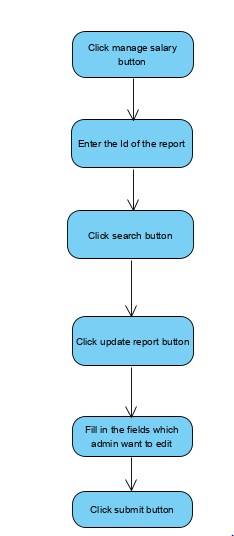 Click manage salary
button
Enter the Id of the report
Click search button
Click update report button
Fill in the fields which
admin want to edit
Click submit button